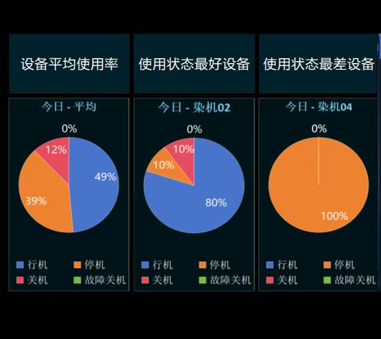 设备平均使用率
使用状态最好设备
使用状态最差设备
今日 - 平均
0%
12%
49%
39%
行机
停机
关机
故障关机
今日 - 染机02
0%
10%
10%
80%
行机
停机
关机
故障关机
今日 - 染机04
0%
100%
行机
停机
关机
故障关机